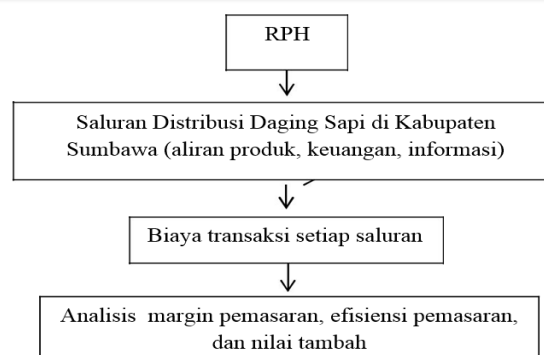 RPH
Saluran Distribusi Daging Sapi di Kabupaten
Sumbawa (aliran produk, keuangan, informasi)
Biaya transaksi setiap saluran
Analisis  margin pemasaran, efisiensi pemasaran,
dan nilai tambah